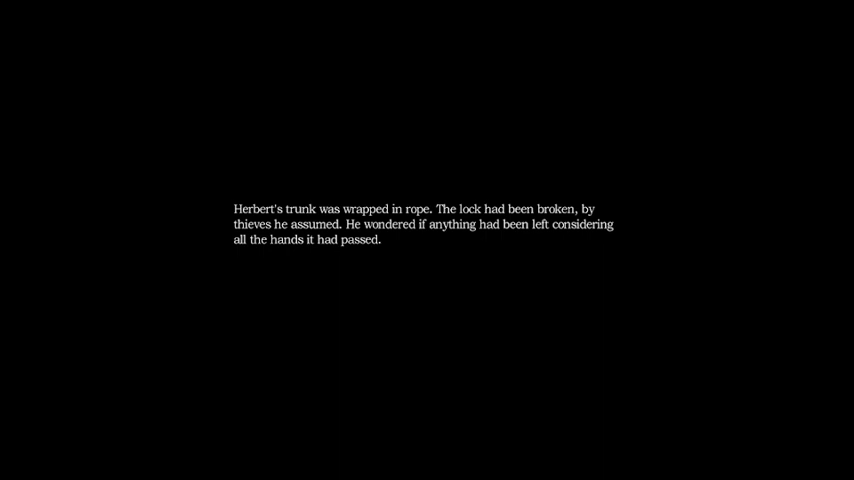 Herbert's trunk was wrapped in rope. The lock had been broken, by
thieves he assumed. He wondered if anything had been left considering
all the hands it had passed.